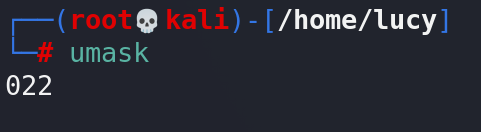 ┌──(root💀kali)-[/home/lucy]
└─# umask
022